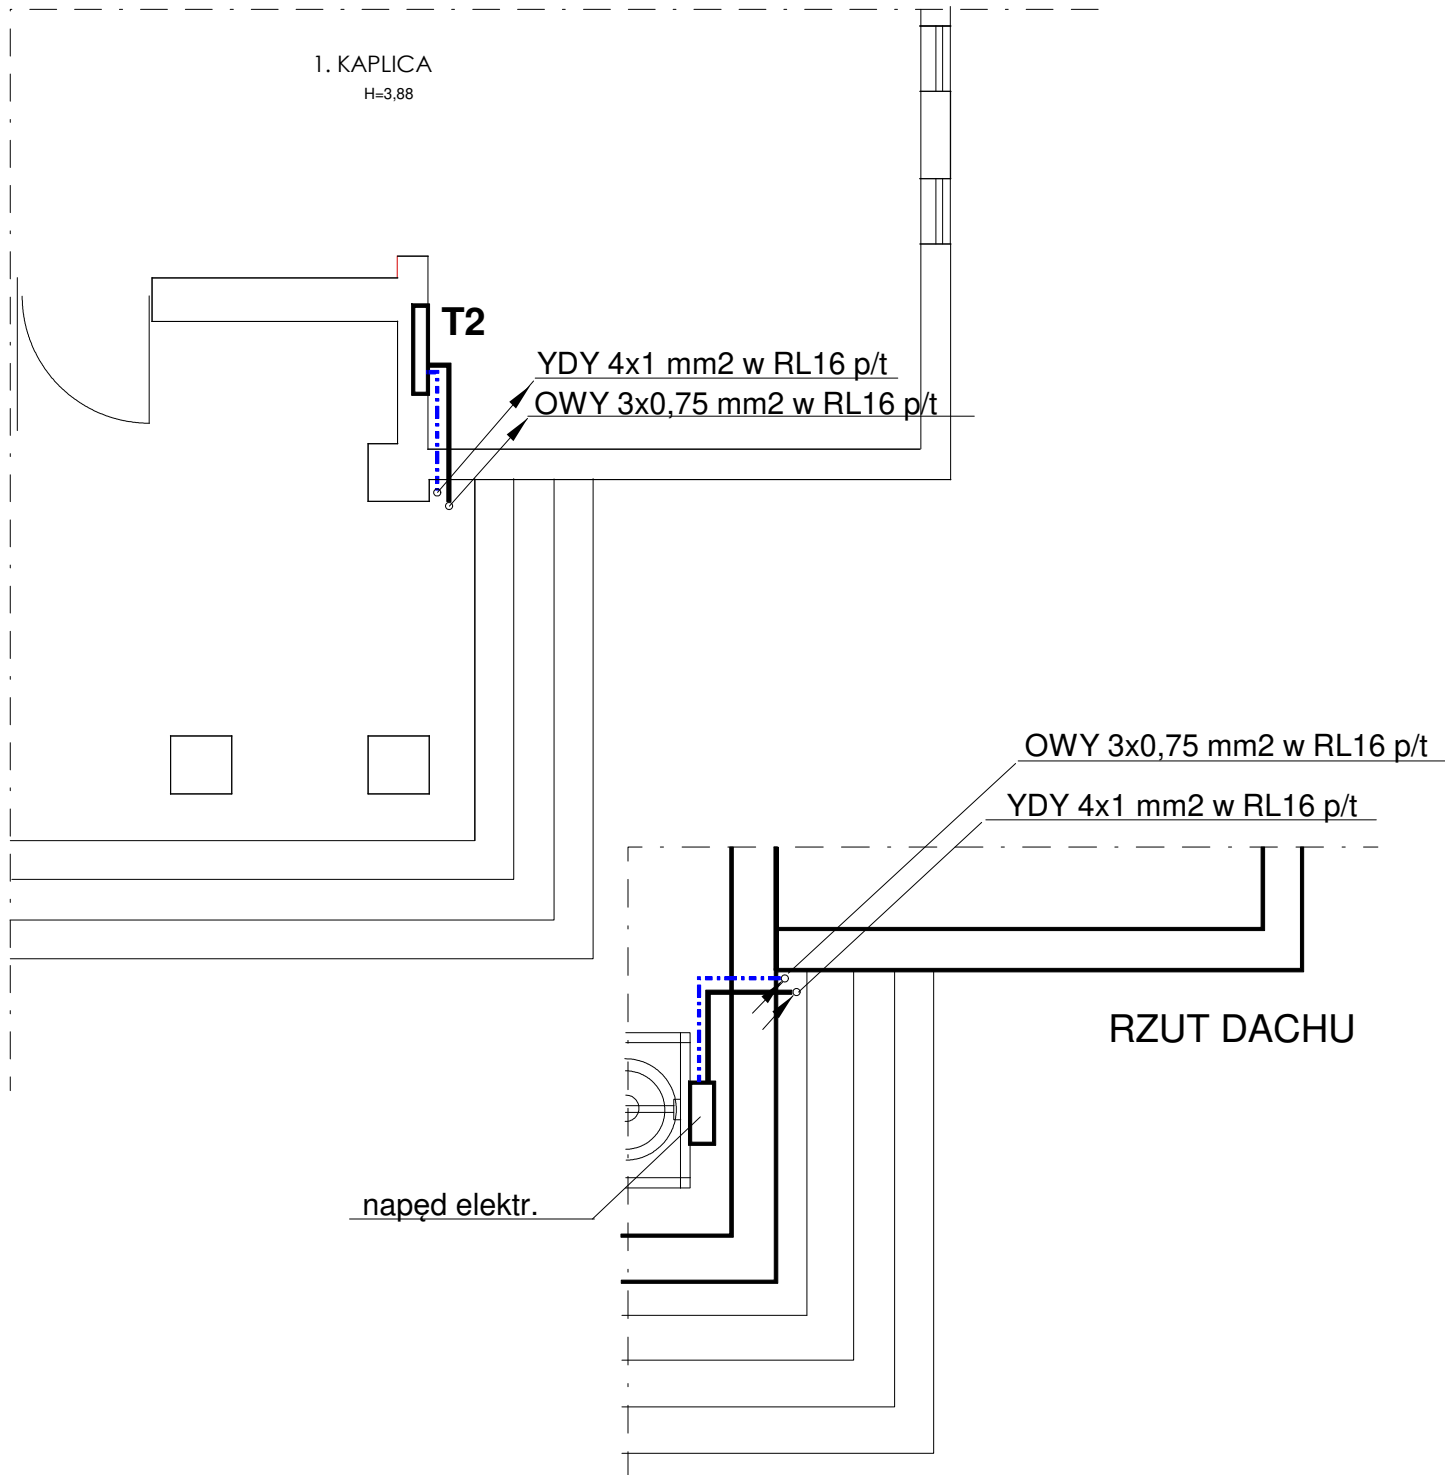 1. KAPLICA
H=3,88
T2
YDY 4x1 mm2 w RL16 p/t
OWY 3x0,75 mm2 w RL16 p/t
OWY 3x0,75 mm2 w RL16 p/t
YDY 4x1 mm2 w RL16 p/t
RZUT DACHU
napęd elektr.